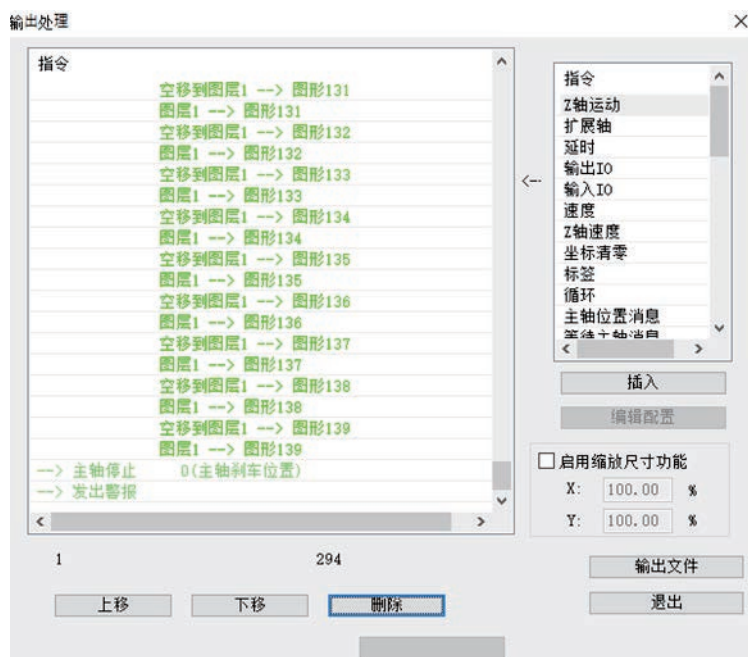 输出处理
指令
空移到图层1 --> 图形131
图层1 --> 图形131
空移到图层1 --> 图形132
图层1 --> 图形132
空移到图层1 --> 图形133
图层1 --> 图形133
空移到图层1 --> 图形134
图层1 --> 图形134
空移到图层1 --> 图形135
图层1 --> 图形135
空移到图层1 --> 图形136
图层1 --> 图形136
空移到图层1 --> 图形137
图层1 --> 图形137
空移到图层1 --> 图形138
图层1 --> 图形138
空移到图层1 --> 图形139
图层1 --> 图形139
--> 主轴停止 0(主轴刹车位置)
--> 发出警报
1 294
上移 下移 删除
<--
指令
Z轴运动
扩展轴
延时
输出IO
输入IO
速度
Z轴速度
坐标清零
标签
循环
主轴位置消息
等待主轴消息
插入
编辑配置
启用缩放尺寸功能
X: 100.00 %
Y: 100.00 %
输出文件
退出